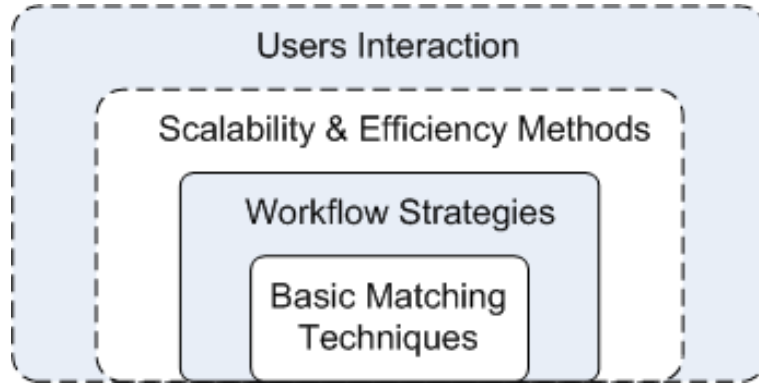 Users Interaction
Scalability & Efficiency Methods
Workflow Strategies
Basic Matching
Techniques